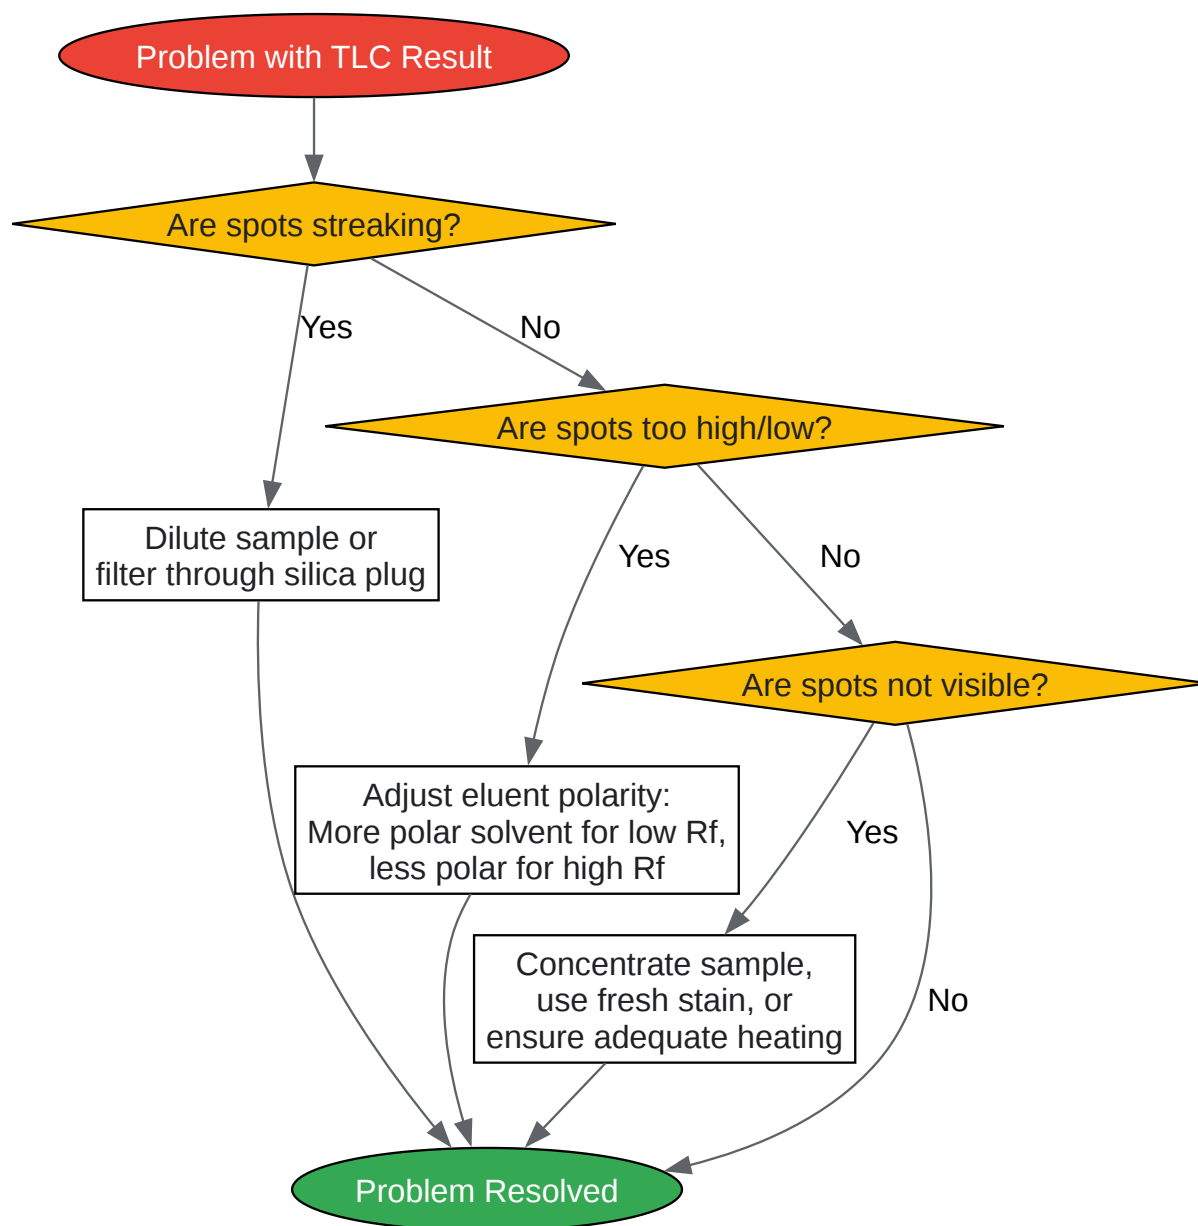 Problem with TLC Result
Are spots streaking?
Yes
No
Are spots too high/low?
Dilute sample or
filter through silica plug
Yes
No
Are spots not visible?
Adjust eluent polarity:
More polar solvent for low Rf,
less polar for high Rf
Yes
Concentrate sample,
use fresh stain, or
ensure adequate heating
No
Problem Resolved